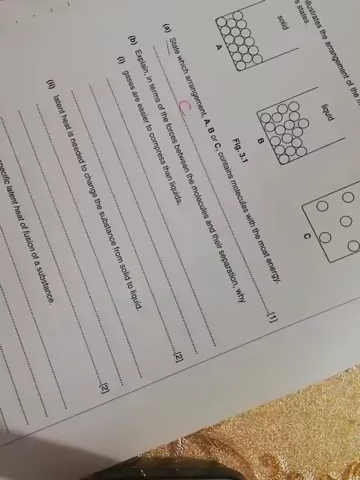 illustrates the arrangement of the
states.
solid
liquid
A
B
C
Fig. 3.1
(a) State which arrangement, A, B or C, contains molecules with the most energy.
[1]
(b) Explain, in terms of the forces between the molecules and their separation, why
(i) gases are easier to compress than liquids,
[2]
(ii) latent heat is needed to change the substance from solid to liquid.
[2]
specific latent heat of fusion of a substance.